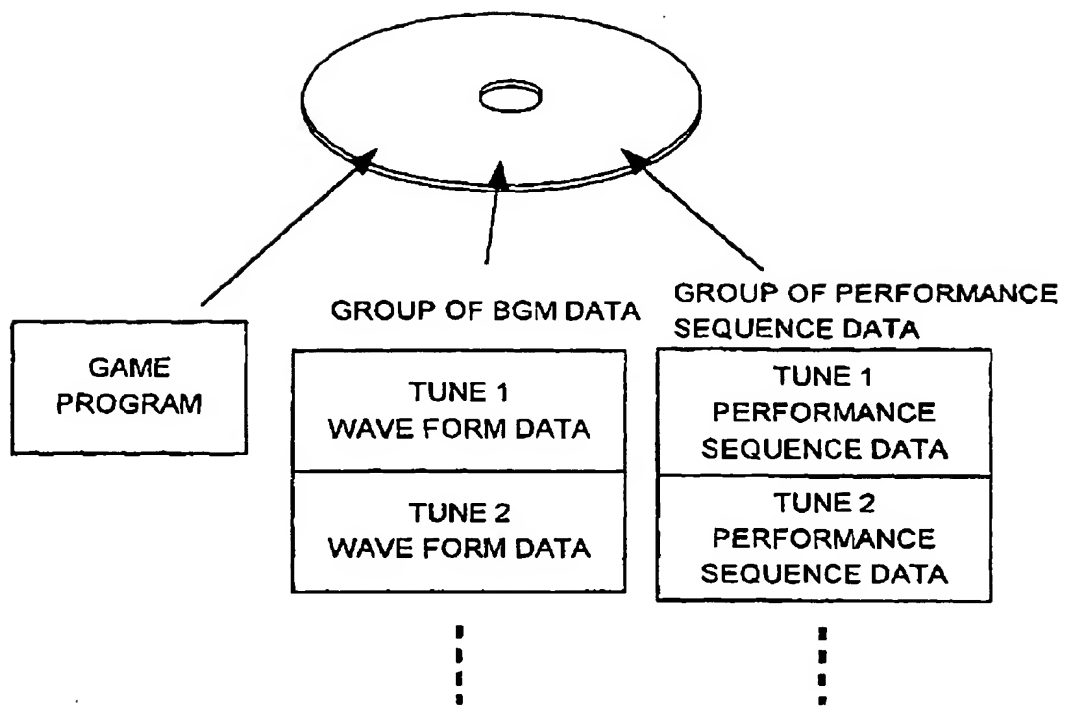 GAME
PROGRAM
GROUP OF BGM DATA
TUNE 1
WAVE FORM DATA
TUNE 2
WAVE FORM DATA
GROUP OF PERFORMANCE
SEQUENCE DATA
TUNE 1
PERFORMANCE
SEQUENCE DATA
TUNE 2
PERFORMANCE
SEQUENCE DATA